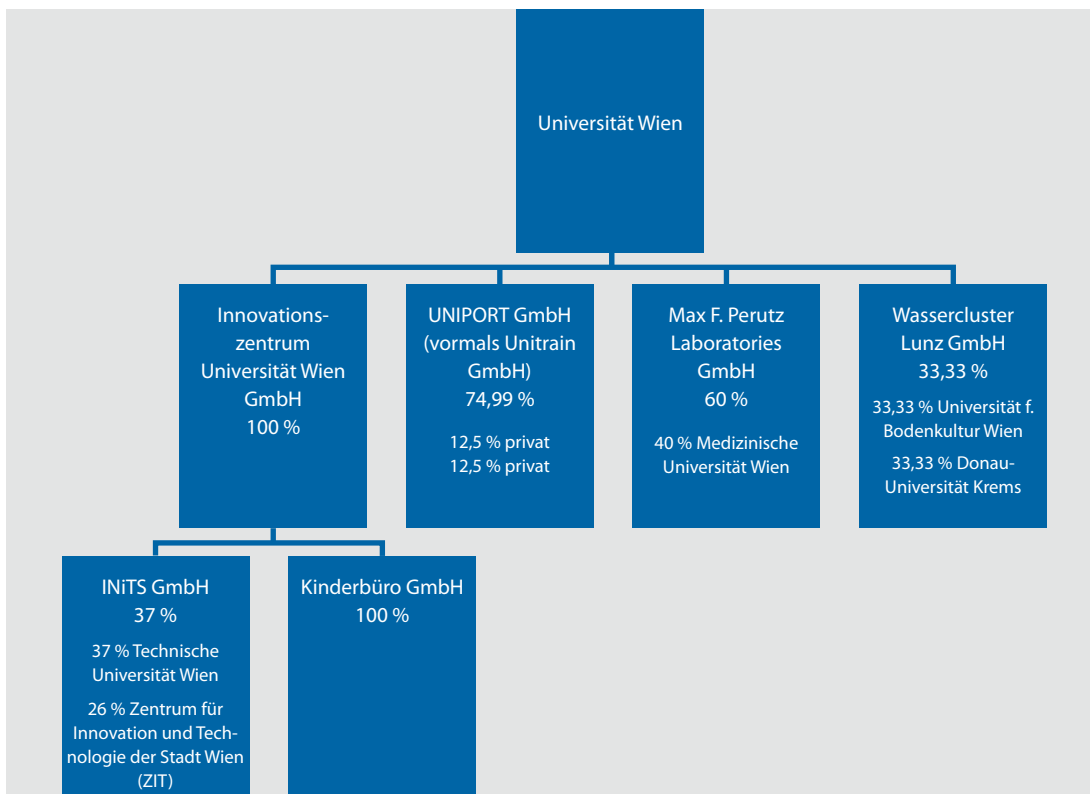 Universität Wien
Innovations-
zentrum
Universität Wien
GmbH
100 %
UNIPORT GmbH
(vormals Unitrain
GmbH)
74,99 %
12,5 % privat
12,5 % privat
Max F. Perutz
Laboratories
GmbH
60 %
40 % Medizinische
Universität Wien
Wassercluster
Lunz GmbH
33,33 %
33,33 % Universität f.
Bodenkultur Wien
33,33 % Donau-
Universität Krems
INiTS GmbH
37 %
37 % Technische
Universität Wien
26 % Zentrum für
Innovation und Tech-
nologie der Stadt Wien
(ZIT)
Kinderbüro GmbH
100 %